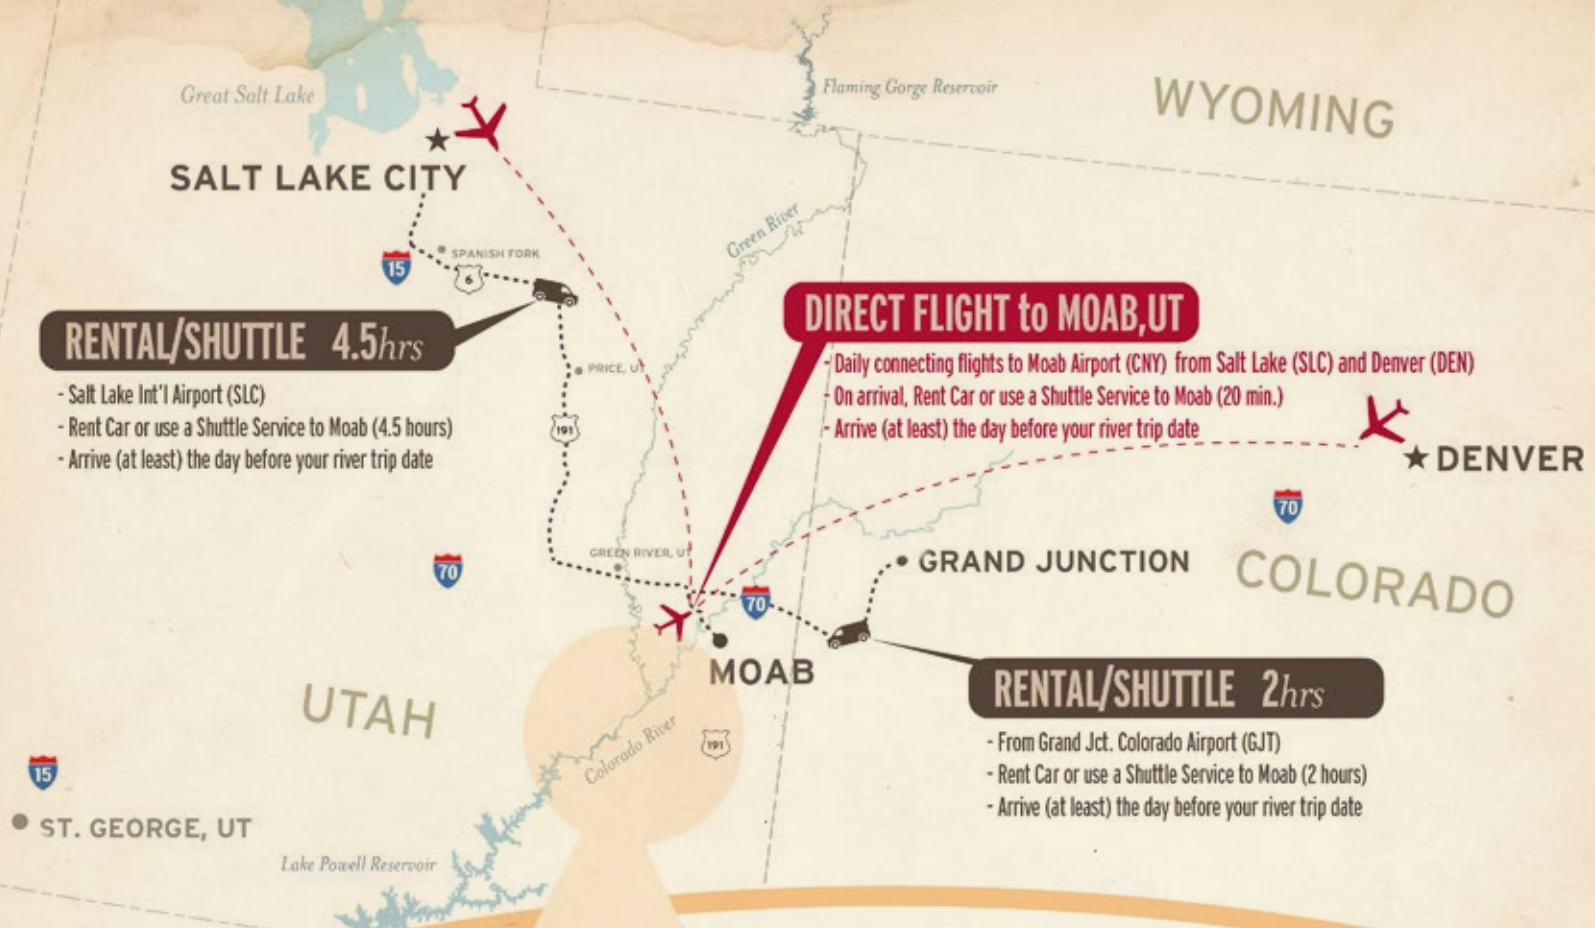 Great Salt Lake
Flaming Gorge Reservoir
WYOMING
SALT LAKE CITY
Green River
SPANISH FORK
15
6
RENTAL/SHUTTLE 4.5hrs
- Salt Lake Int'l Airport (SLC)
- Rent Car or use a Shuttle Service to Moab (4.5 hours)
- Arrive (at least) the day before your river trip date
DIRECT FLIGHT to MOAB,UT
- Daily connecting flights to Moab Airport (CNY) from Salt Lake (SLC) and Denver (DEN)
- On arrival, Rent Car or use a Shuttle Service to Moab (20 min.)
- Arrive (at least) the day before your river trip date
PRICE, UT
191
DENVER
70
GREEN RIVER, UT
70
GRAND JUNCTION
COLORADO
70
MOAB
UTAH
RENTAL/SHUTTLE 2hrs
- From Grand Jct. Colorado Airport (GJT)
- Rent Car or use a Shuttle Service to Moab (2 hours)
- Arrive (at least) the day before your river trip date
Colorado River
191
15
ST. GEORGE, UT
Lake Powell Reservoir